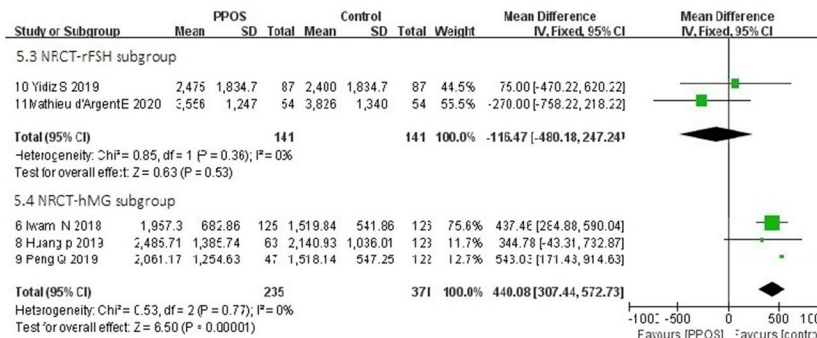 PPOS Control Mean Difference Mean Difference
Study or Subgroup Mean SD Total Mean SD Total Weight IV, Fixed, 95% CI IV, Fixed, 95% CI
5.3 NRCT-rFSH subgroup
10 Yidiz S 2019 2,475 1,834.7 87 2,400 1,834.7 87 44.5% 75.00 [-470.22, 620.22]
11 Mathieu d'Argent E 2020 3,556 1,247 54 3,826 1,340 54 55.5% -270.00 [-758.22, 218.22]
Total (95% CI) 141 141 100.0% -116.47 [-480.18, 247.24]
Heterogeneity: Chi² = 0.85, df = 1 (P = 0.36); I² = 0%
Test for overall effect: Z = 0.63 (P = 0.53)
5.4 NRCT-hMG subgroup
6 Iwami N 2018 1,957.3 682.86 125 1,519.84 541.86 126 75.6% 437.46 [284.88, 590.04]
8 Huang p 2019 2,485.71 1,385.74 63 2,140.93 1,036.01 123 11.7% 344.78 [-43.31, 732.87]
9 Peng Q 2019 2,061.17 1,254.63 47 1,518.14 547.25 122 12.7% 543.03 [171.43, 914.63]
Total (95% CI) 235 371 100.0% 440.08 [307.44, 572.73]
Heterogeneity: Chi² = 0.53, df = 2 (P = 0.77); I² = 0%
Test for overall effect: Z = 6.50 (P = 0.00001)
-1000 -500 0 500 100
Favours [PPOS] Favours [contro